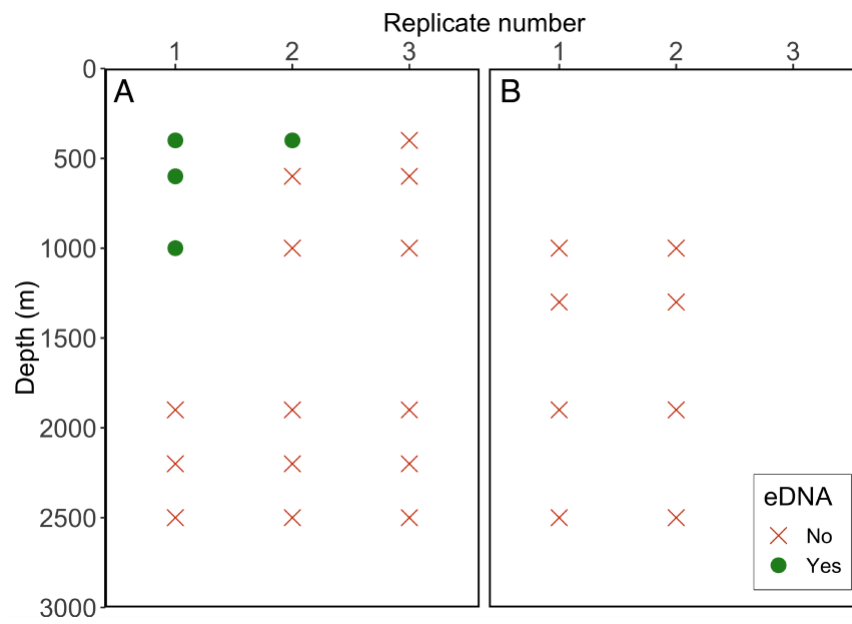 Replicate number
1 2 3 1 2 3
A B
0
500
1000
1500
2000
2500
3000
Depth (m)
eDNA
No
Yes